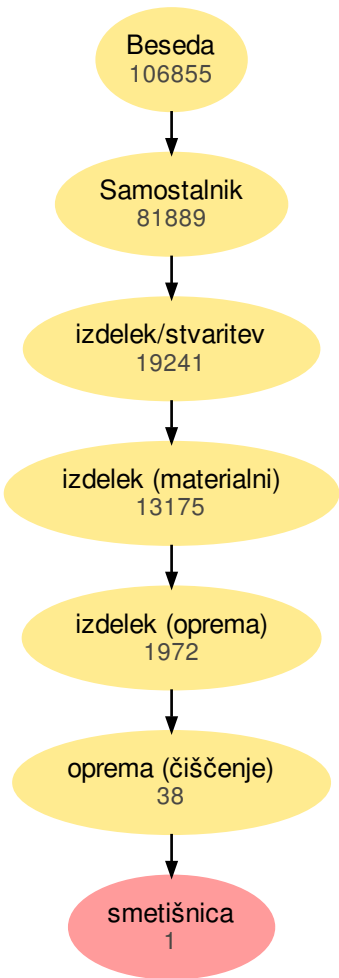 Beseda
106855
Samostalnik
81889
izdelek/stvaritev
19241
izdelek (materialni)
13175
izdelek (oprema)
1972
oprema (čiščenje)
38
smetišnica
1